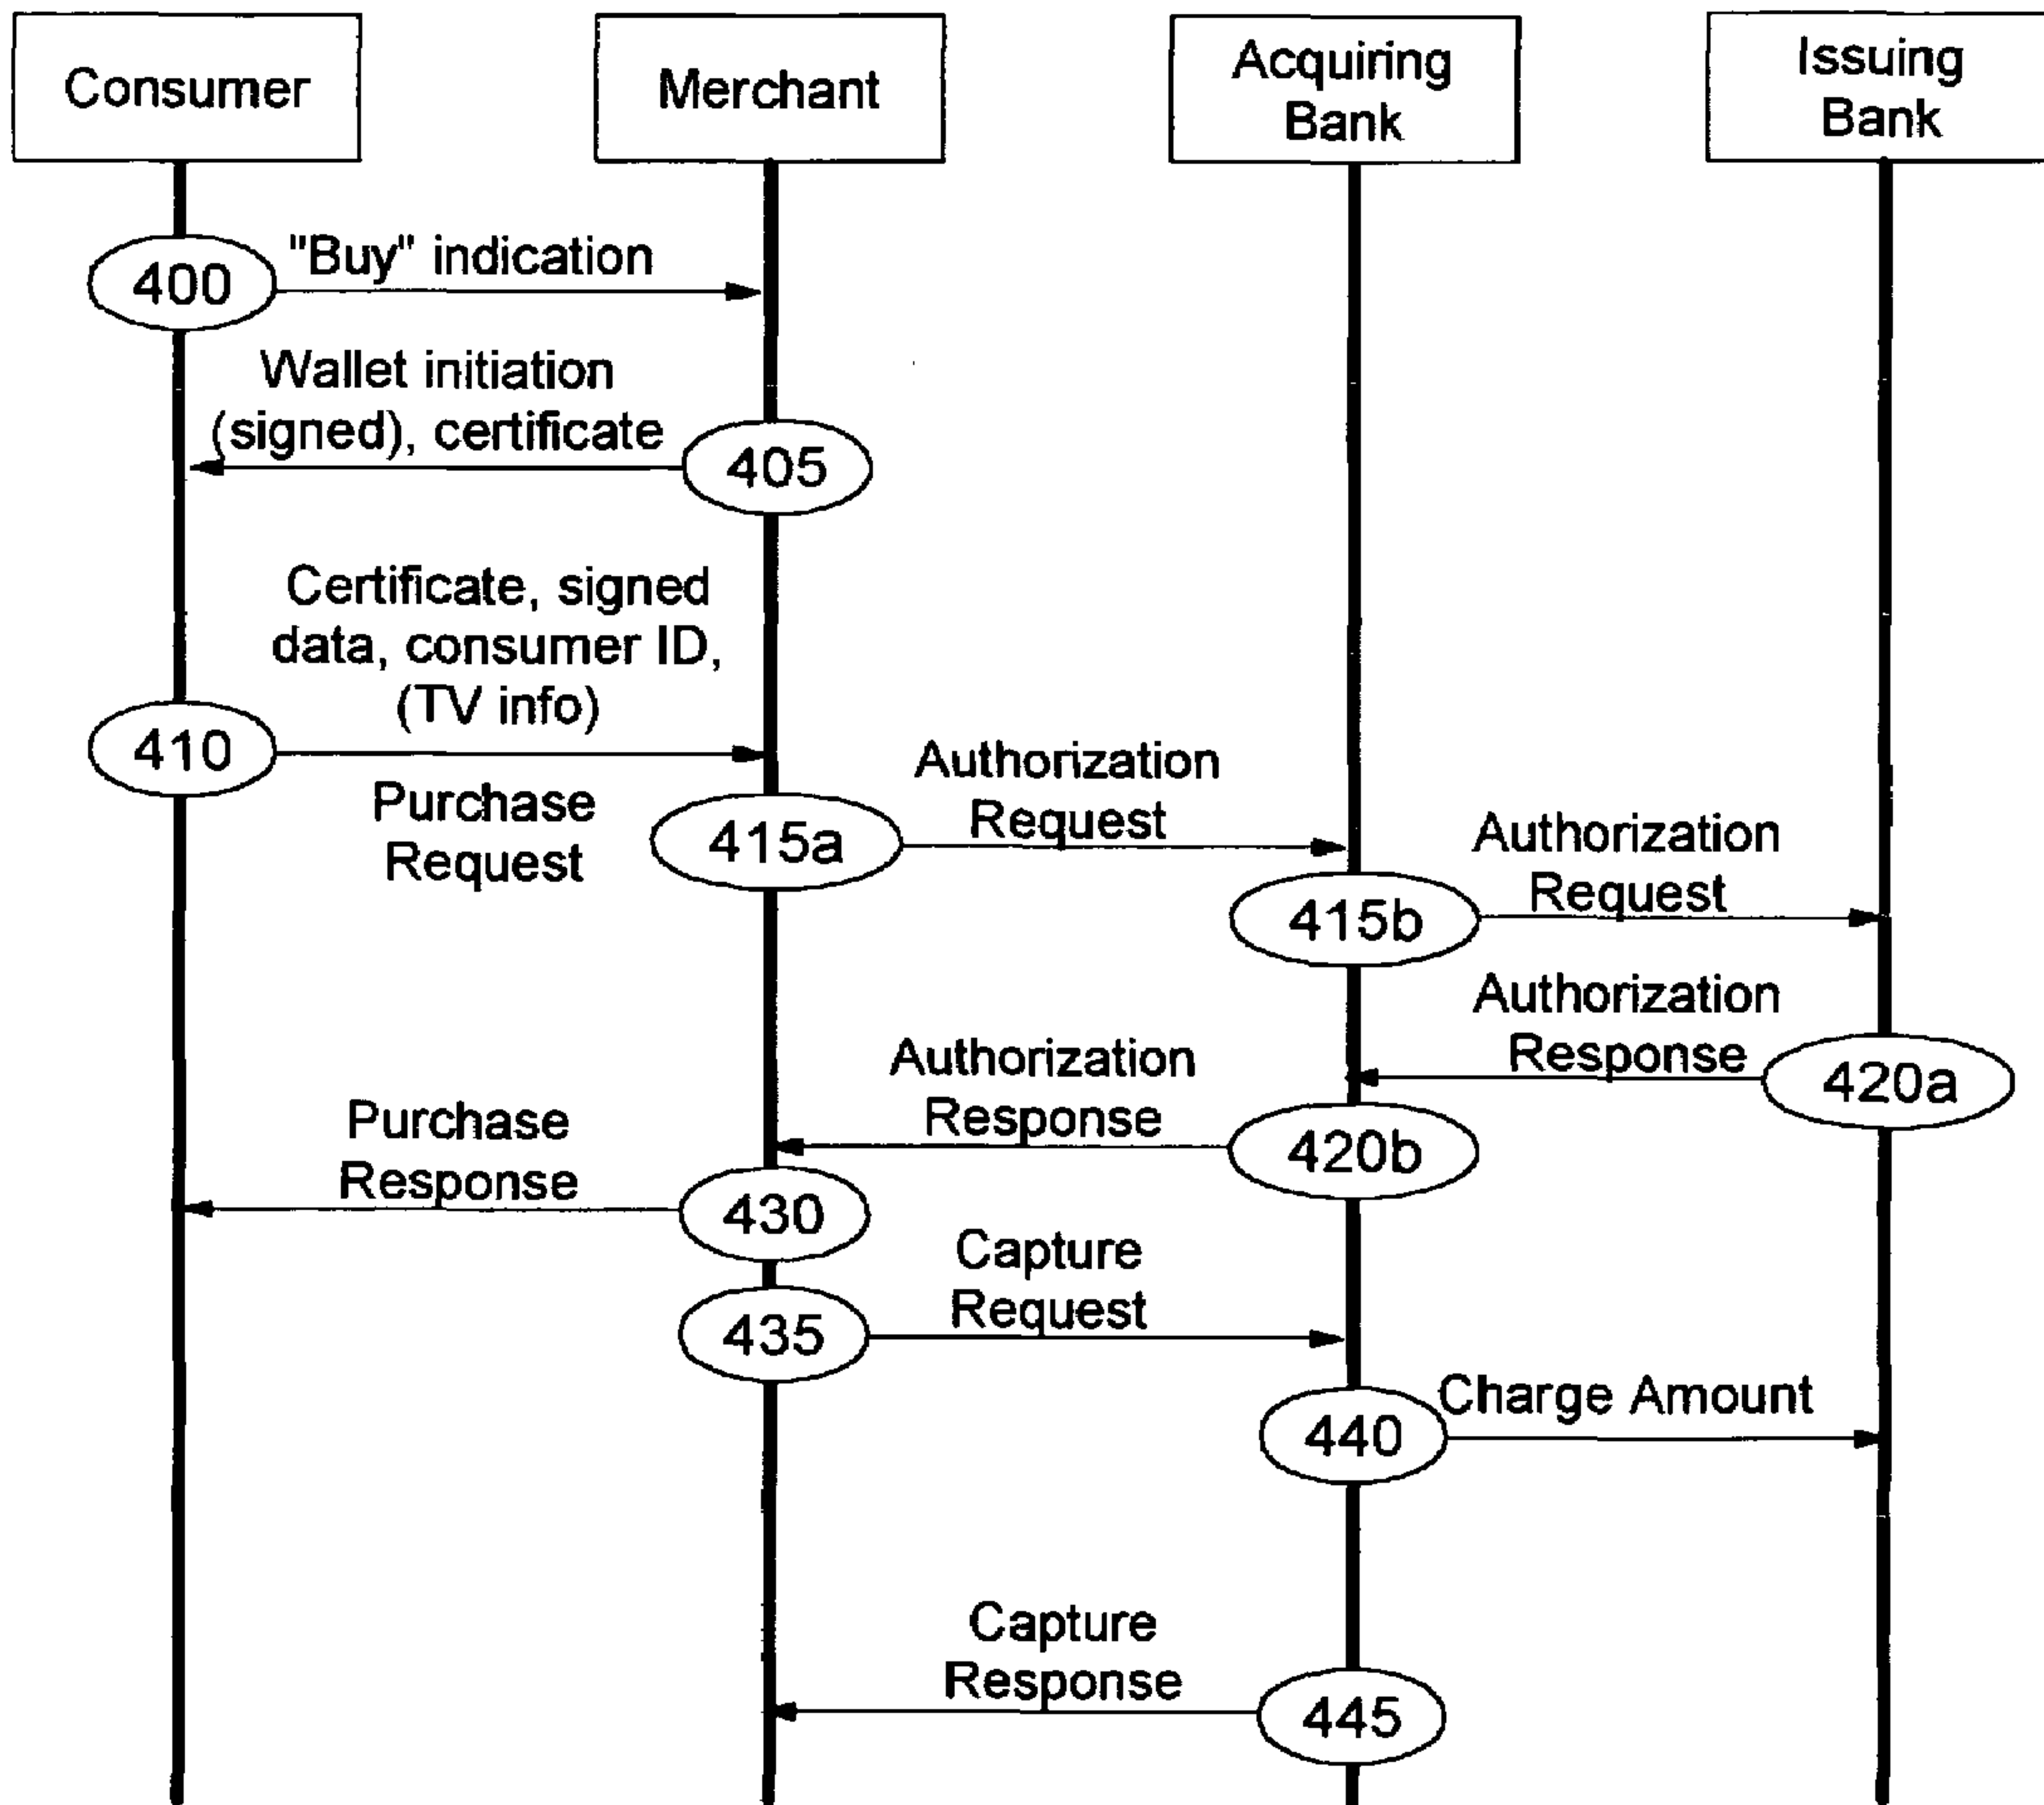 Consumer
Merchant
Acquiring
Bank
Issuing
Bank
400
"Buy" indication
Wallet initiation
(signed), certificate
405
Certificate, signed
data, consumer ID,
(TV info)
410
Purchase
Request
415a
Authorization
Request
415b
Authorization
Request
Authorization
Response
420a
Authorization
Response
420b
Purchase
Response
430
Capture
Request
435
Charge Amount
440
Capture
Response
445